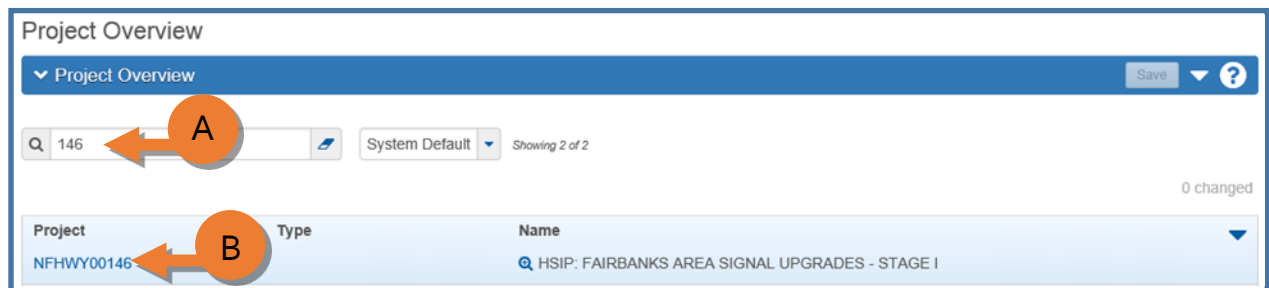 Project Overview
Project Overview Save ?
146 A System Default Showing 2 of 2
0 changed
Project Type Name
NFHWY00146 B HSIP: FAIRBANKS AREA SIGNAL UPGRADES - STAGE I